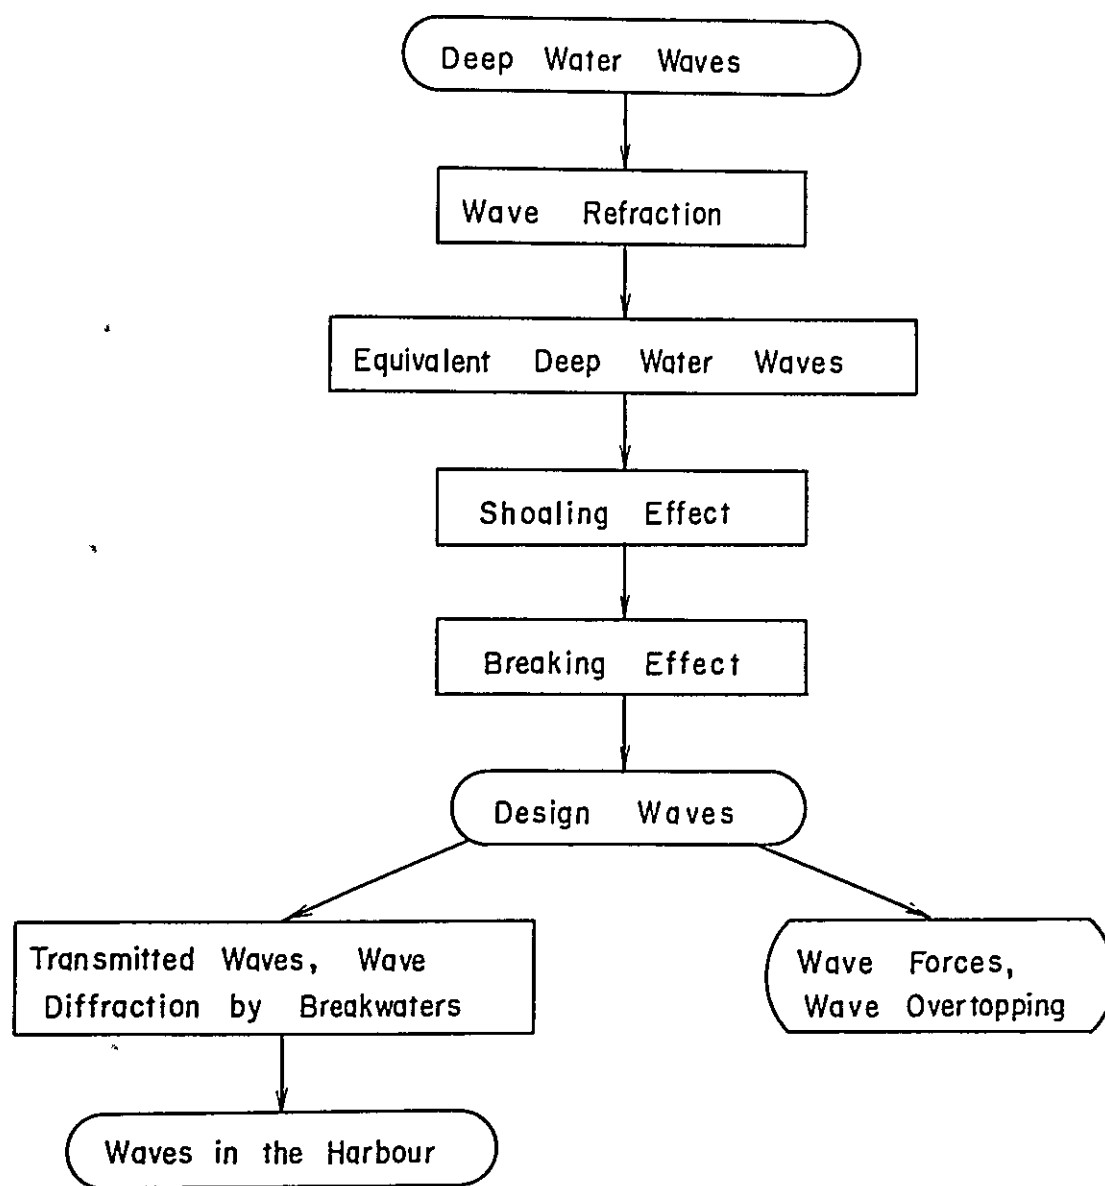 Deep Water Waves
Wave Refraction
Equivalent Deep Water Waves
Shoaling Effect
Breaking Effect
Design Waves
Transmitted Waves, Wave
Diffraction by Breakwaters
Wave Forces,
Wave Overtopping
Waves in the Harbour